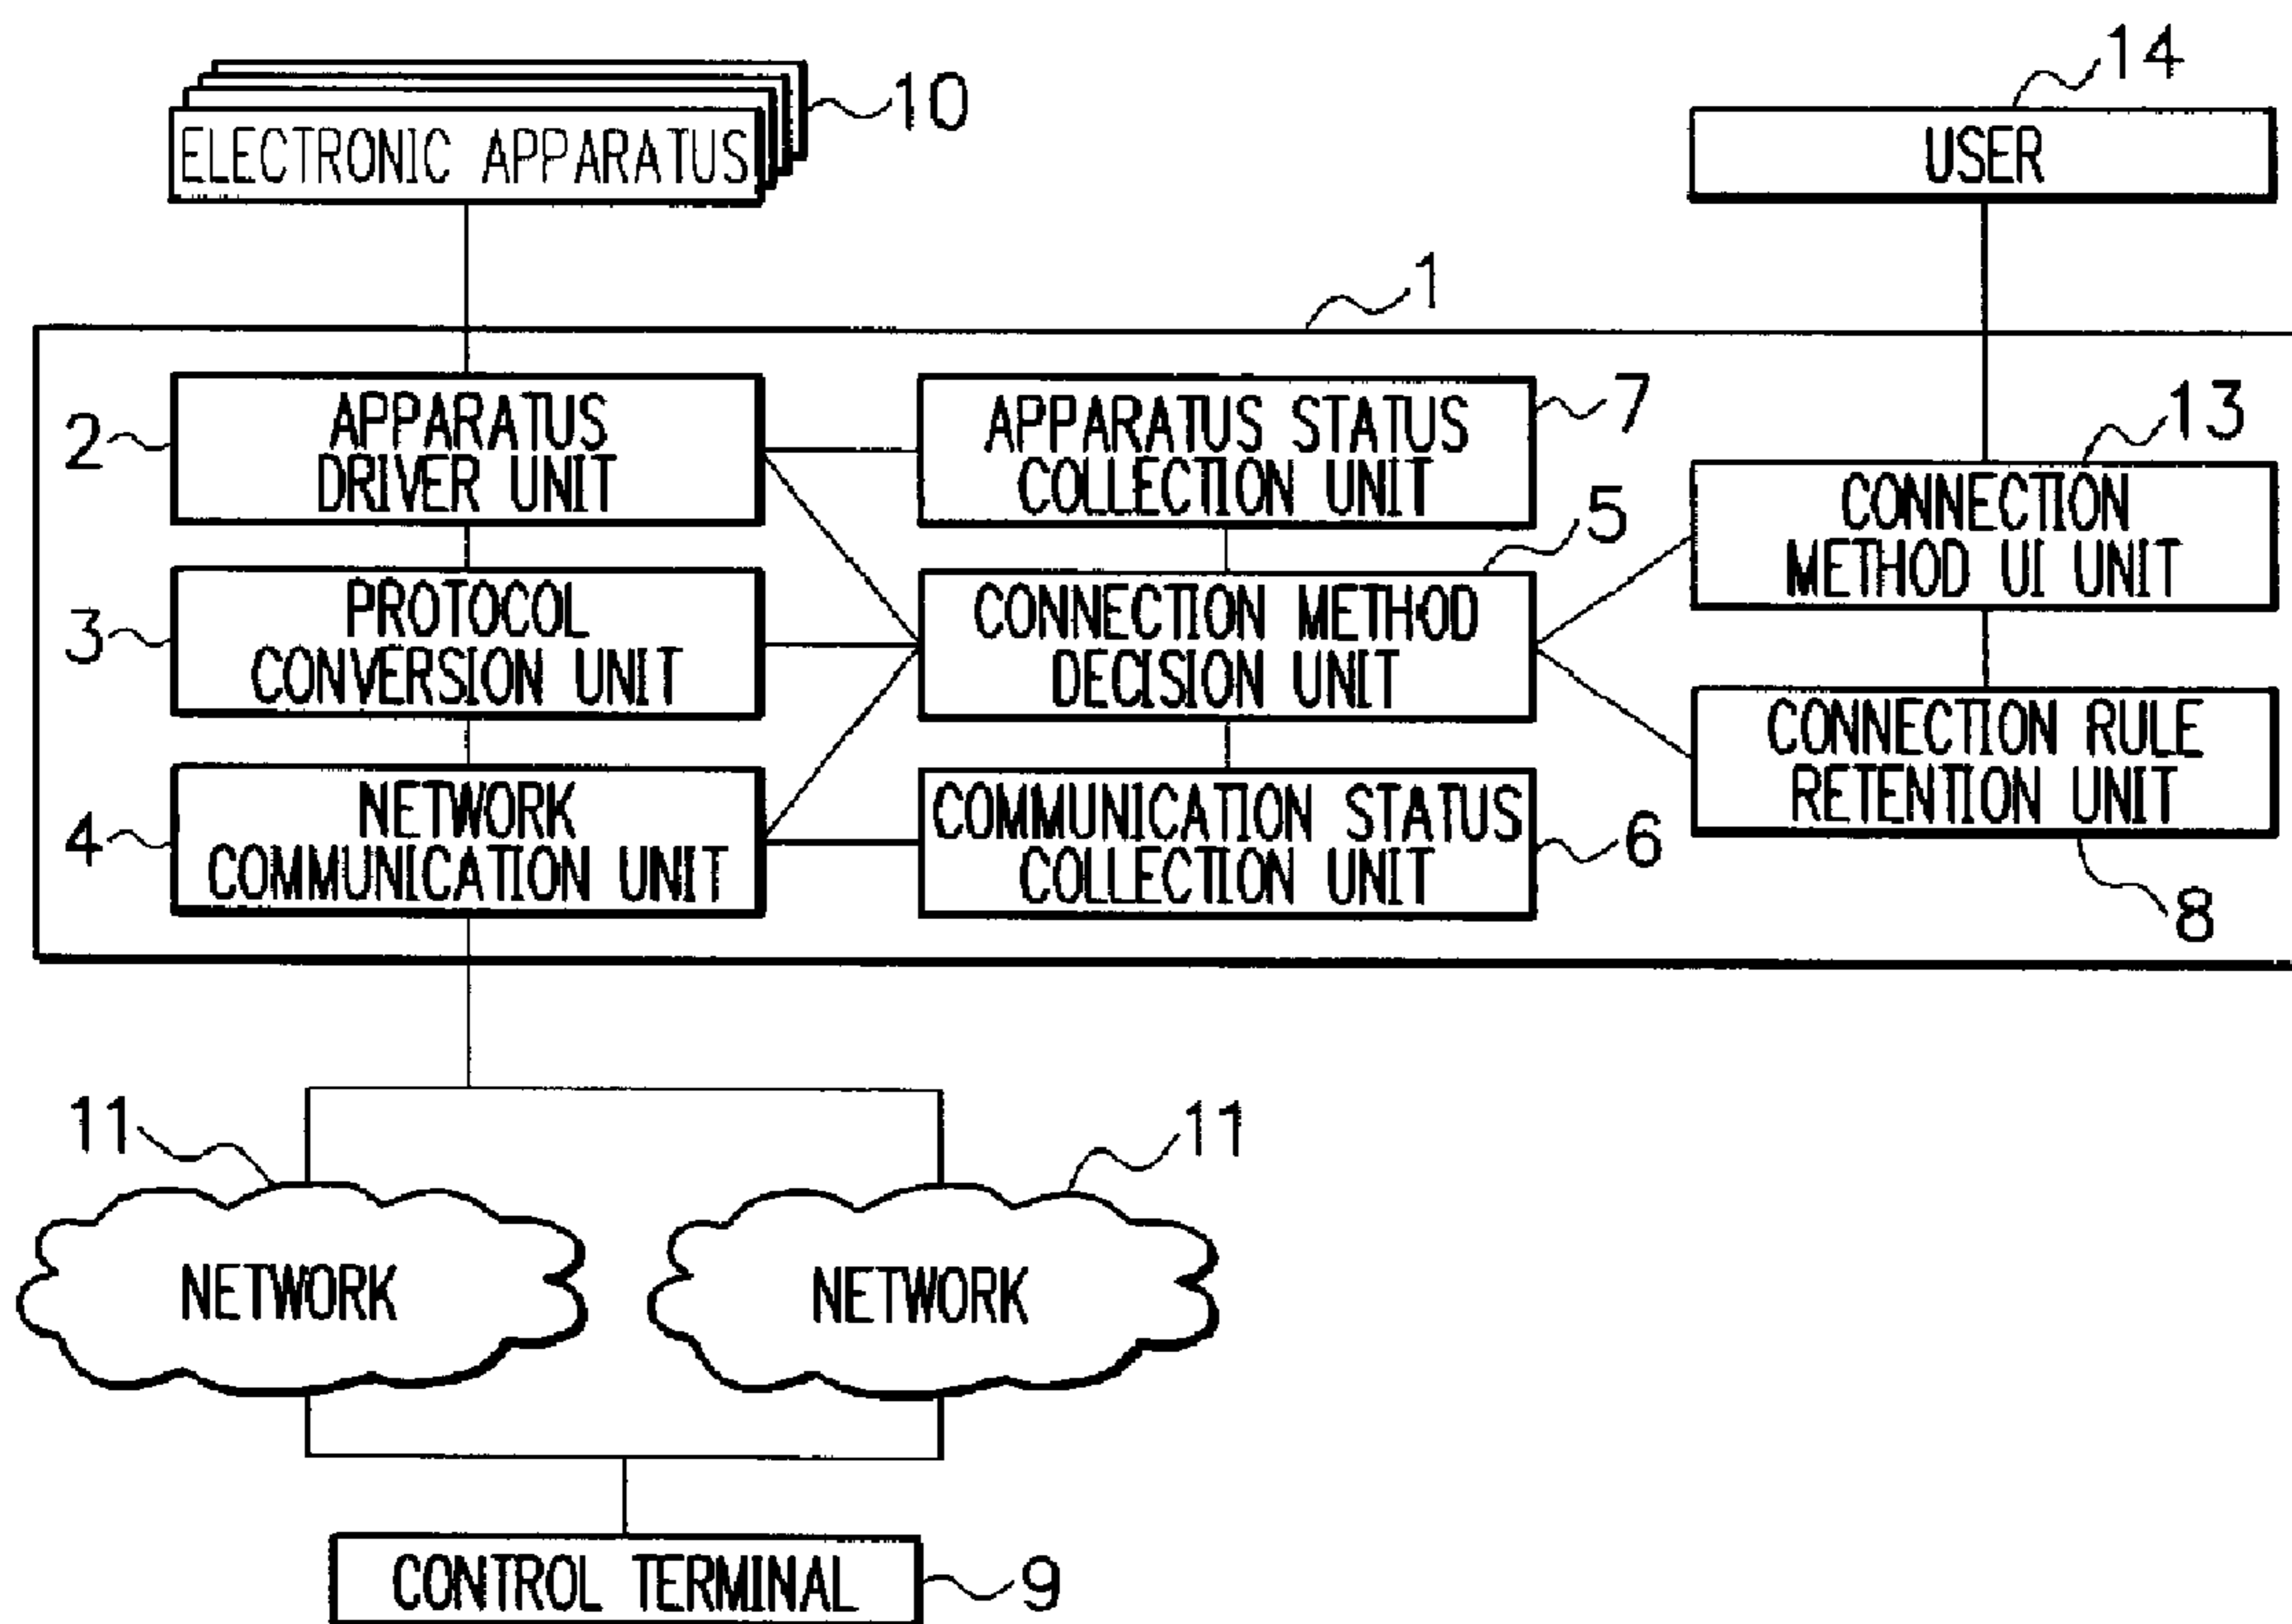 10
14
ELECTRONIC APPARATUS
USER
1
2
APPARATUS
DRIVER UNIT
APPARATUS STATUS
COLLECTION UNIT
7
13
CONNECTION
METHOD UI UNIT
5
3
PROTOCOL
CONVERSION UNIT
CONNECTION METHOD
DECISION UNIT
CONNECTION RULE
RETENTION UNIT
8
4
NETWORK
COMMUNICATION UNIT
COMMUNICATION STATUS
COLLECTION UNIT
6
11
11
NETWORK
NETWORK
CONTROL TERMINAL
9